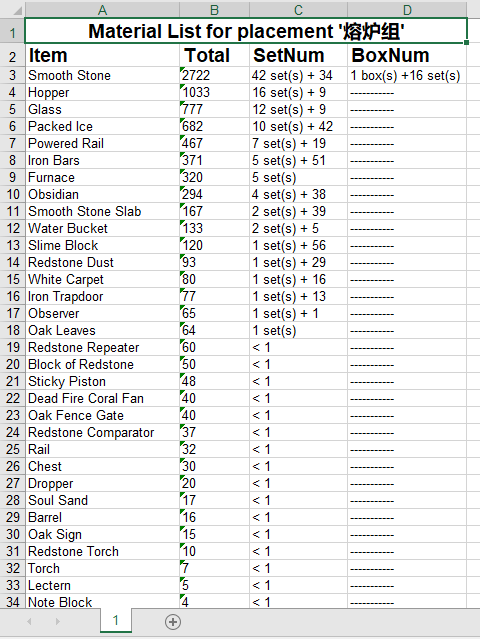 A B C D
1 Material List for placement '熔炉组'
2 Item Total SetNum BoxNum
3 Smooth Stone 2722 42 set(s) + 34 1 box(s) +16 set(s)
4 Hopper 1033 16 set(s) + 9 -----------
5 Glass 777 12 set(s) + 9 -----------
6 Packed Ice 682 10 set(s) + 42 -----------
7 Powered Rail 467 7 set(s) + 19 -----------
8 Iron Bars 371 5 set(s) + 51 -----------
9 Furnace 320 5 set(s) -----------
10 Obsidian 294 4 set(s) + 38 -----------
11 Smooth Stone Slab 167 2 set(s) + 39 -----------
12 Water Bucket 133 2 set(s) + 5 -----------
13 Slime Block 120 1 set(s) + 56 -----------
14 Redstone Dust 93 1 set(s) + 29 -----------
15 White Carpet 80 1 set(s) + 16 -----------
16 Iron Trapdoor 77 1 set(s) + 13 -----------
17 Observer 65 1 set(s) + 1 -----------
18 Oak Leaves 64 1 set(s) -----------
19 Redstone Repeater 60 < 1 -----------
20 Block of Redstone 50 < 1 -----------
21 Sticky Piston 48 < 1 -----------
22 Dead Fire Coral Fan 40 < 1 -----------
23 Oak Fence Gate 40 < 1 -----------
24 Redstone Comparator 37 < 1 -----------
25 Rail 32 < 1 -----------
26 Chest 30 < 1 -----------
27 Dropper 20 < 1 -----------
28 Soul Sand 17 < 1 -----------
29 Barrel 16 < 1 -----------
30 Oak Sign 15 < 1 -----------
31 Redstone Torch 10 < 1 -----------
32 Torch 7 < 1 -----------
33 Lectern 5 < 1 -----------
34 Note Block 4 < 1 -----------
1